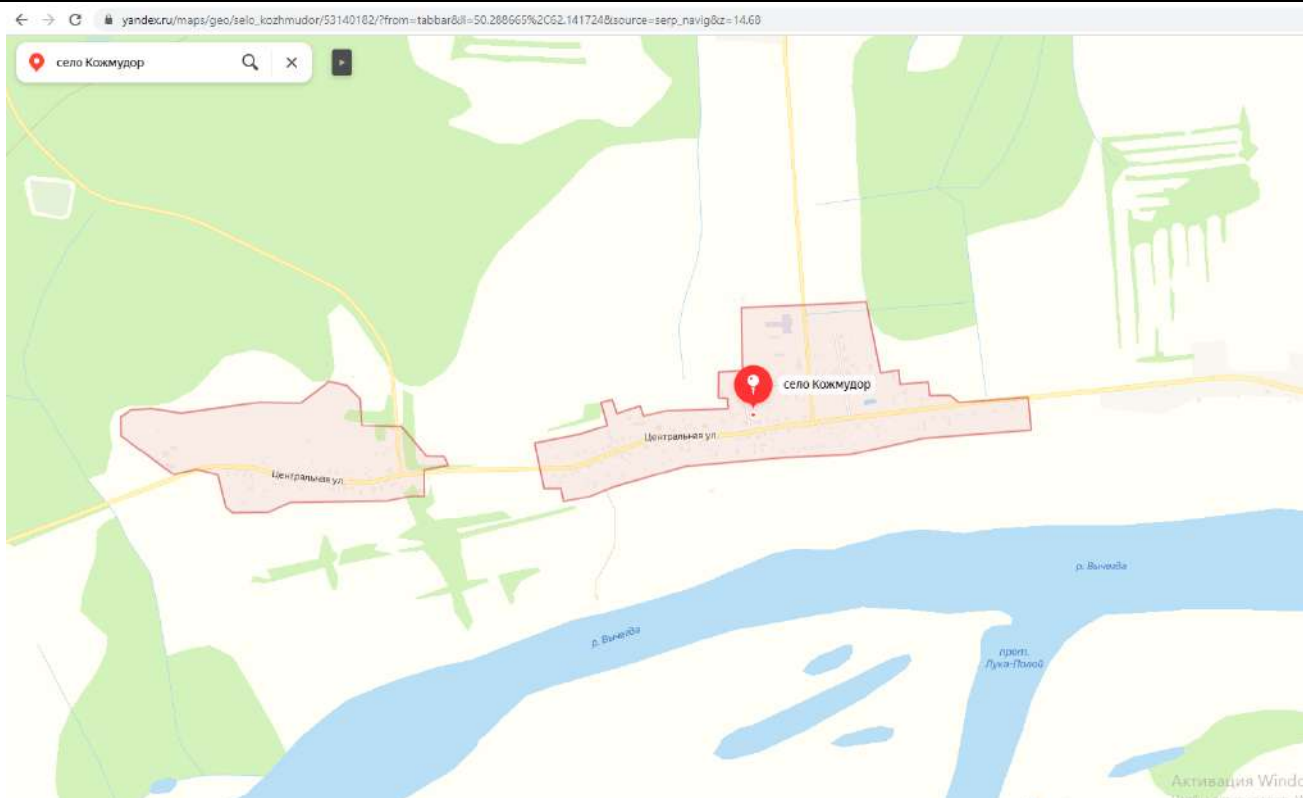 yandex.ru/maps/geo/selo_kozhmudor/53140182/?from=tabbar&ll=50.288665%2C62.141724&source=serp_navig&z=14.68
село Кожмудор
село Кожмудор
Центральная ул.
Центральная ул.
р. Вычегда
р. Вычегда
прот.
Лука-Полой
Активация Windo